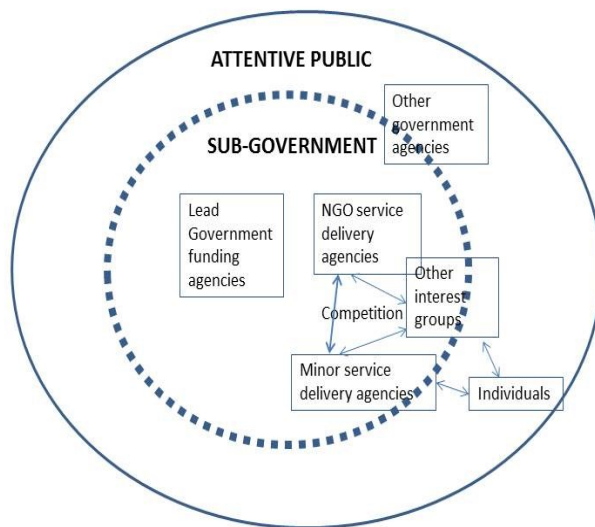 ATTENTIVE PUBLIC
Other
government
agencies
SUB-GOVERNMENT
Lead
Government
funding
agencies
NGO service
delivery
agencies
Other
interest
groups
Competition
Minor service
delivery agencies
Individuals